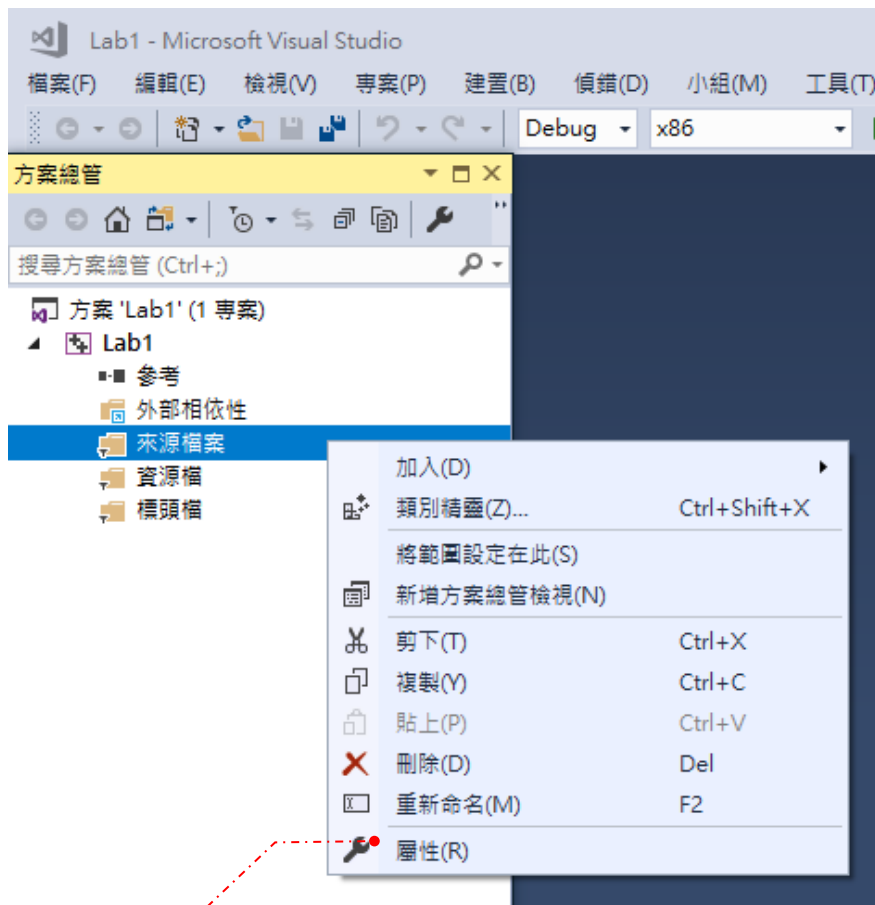 Lab1 - Microsoft Visual Studio
檔案(F) 編輯(E) 檢視(V) 專案(P) 建置(B) 偵錯(D) 小組(M) 工具(T)
Debug x86
方案總管
搜尋方案總管 (Ctrl+;)
方案 'Lab1' (1 專案)
Lab1
參考
外部相依性
來源檔案
資源檔
標頭檔
加入(D)
類別精靈(Z)... Ctrl+Shift+X
將範圍設定在此(S)
新增方案總管檢視(N)
剪下(T) Ctrl+X
複製(Y) Ctrl+C
貼上(P) Ctrl+V
刪除(D) Del
重新命名(M) F2
屬性(R)